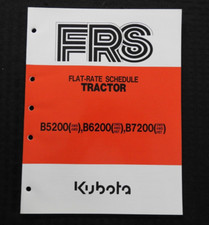 FRS
FLAT-RATE SCHEDULE
TRACTOR
B5200( ),B6200( ),B7200( )
Kubota